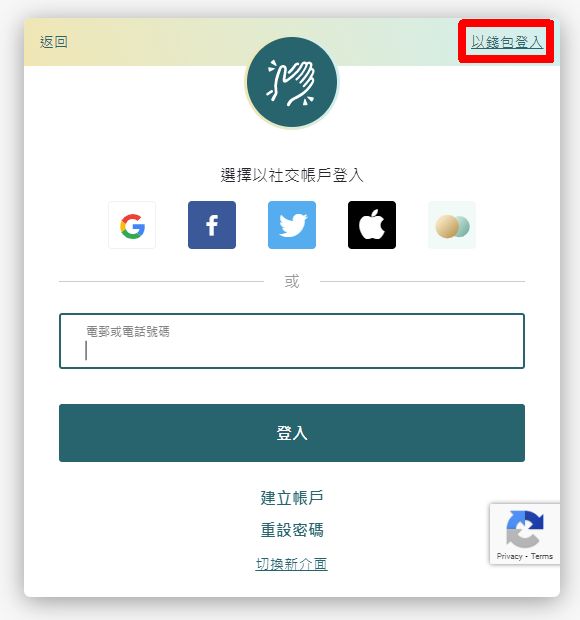 返回
以錢包登入
選擇以社交帳戶登入
或
電郵或電話號碼
登入
建立帳戶
重設密碼
切換新介面
Privacy - Terms